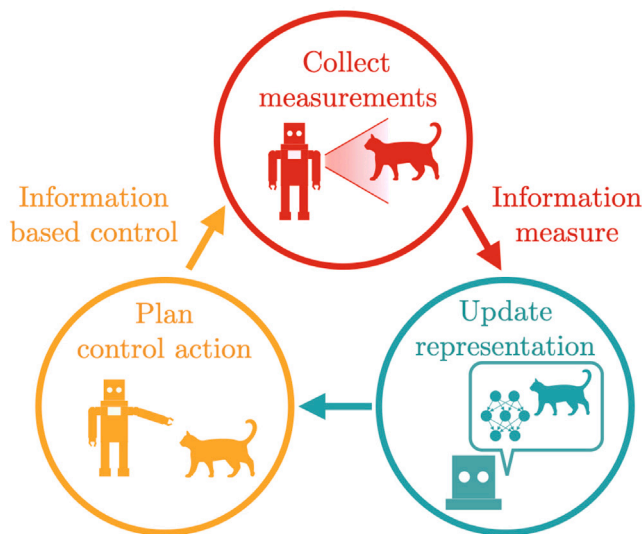 Collect
measurements
Information
based control
Information
measure
Plan
control action
Update
representation